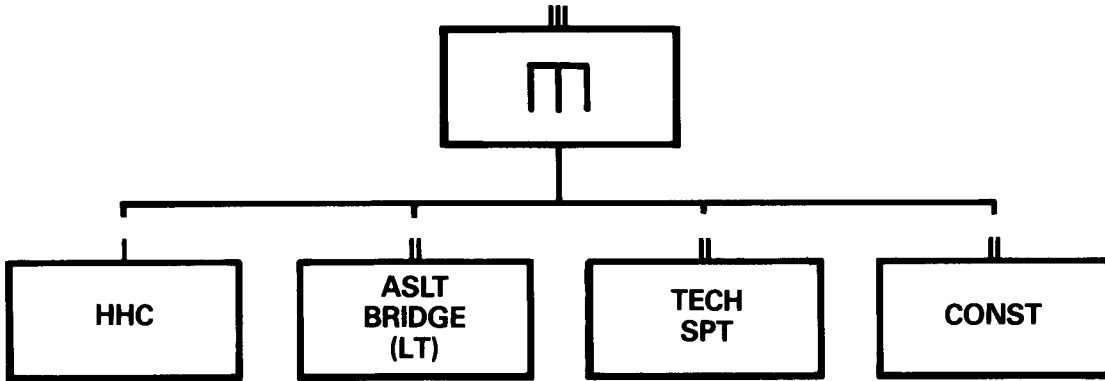 HHC
ASLT
BRIDGE
(LT)
TECH
SPT
CONST